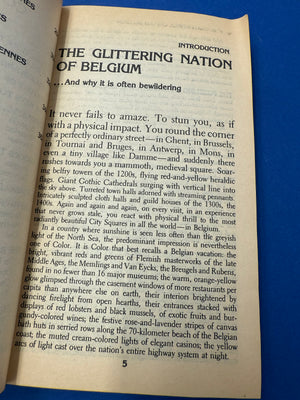 ES
ENNES
INTRODUCTION
THE GLITTERING NATION
OF BELGIUM
...And why it is often bewildering
It never fails to amaze. To stun you, as if
with a physical impact. You round the corner
of a perfectly ordinary street—in Ghent, in Brussels,
in Tournai and Bruges, in Antwerp, in Mons, in
even a tiny village like Damme—and suddenly there
rushes towards you a mammoth, medieval square. Soar-
ing belfry towers of the 1200s, flying red-and-yellow heraldic
flags. Giant Gothic Cathedrals surging with vertical line into
the sky above. Turreted town halls adorned with streaming pennants.
Intricately sculpted cloth halls and guild houses of the 1300s, the
1400s. Again and again and again, on every visit, in an experience
that never grows stale, you react with physical thrill to the most
radiantly beautiful City Squares in all the world—in Belgium.
In a country where sunshine is seen less often than the greyish
light of the North Sea, the predominant impression is nevertheless
one of Color. It is Color that best recalls a Belgian vacation: the
bright, vibrant reds and greens of Flemish masterworks of the late
Middle Ages, the Memlings and Van Eycks, the Breugels and Rubens,
found in no fewer than 16 major museums; the warm, orange-yellow
glow glimpsed through the casement windows of more restaurants per
capita than anywhere else on earth, their interiors brightened by
dancing firelight from open hearths, their entrances stacked with
displays of red lobsters and black mussels, of exotic fruits and bur-
gundy-colored wines; the festive rose-and-lavender stripes of canvas
bath huts in serried rows along the 70-kilometer beach of the Belgian
coast; the muted cream-colored lights of elegant casinos; the yellow
arcs of light cast over the nation's entire highway system at night.
5